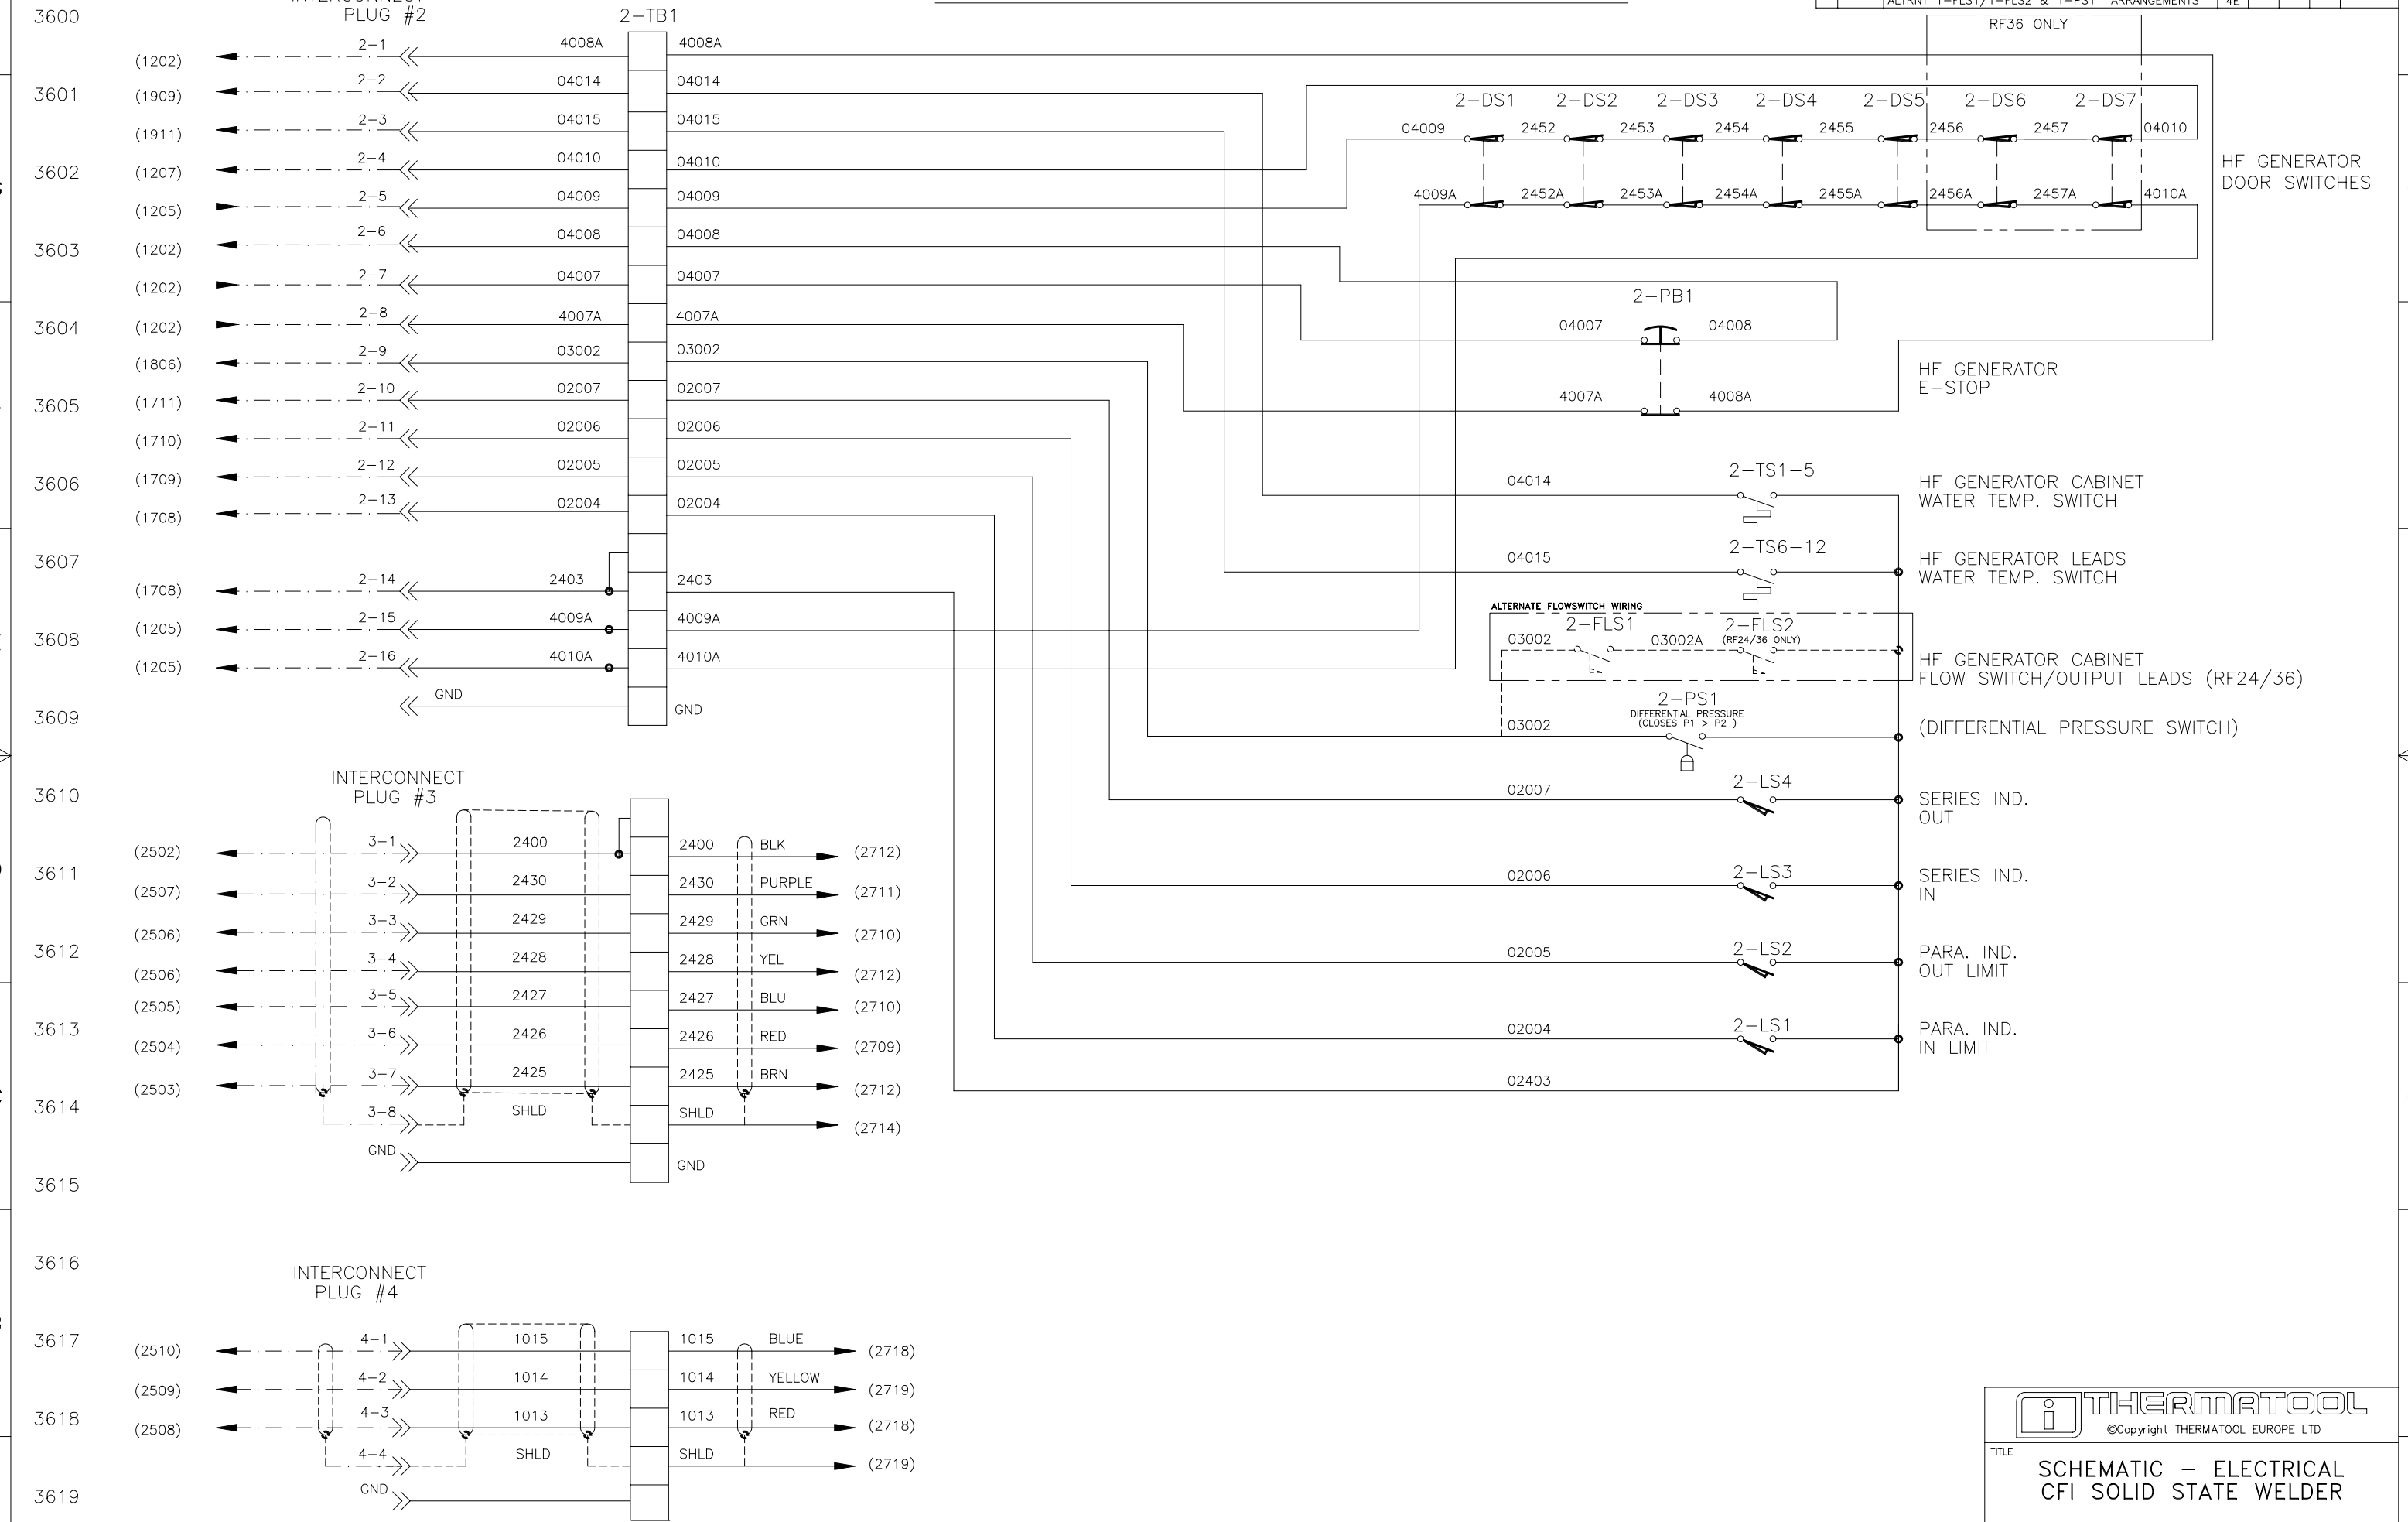 3600
PLUG #2
2-TB1
ALTRNT 1-FLS1/1-FLS2 & 1-PS1 ARRANGEMENTS 4E
RF36 ONLY
(1202) 2-1 4008A 4008A
3601 (1909) 2-2 04014 04014
2-DS1 2-DS2 2-DS3 2-DS4 2-DS5 2-DS6 2-DS7
(1911) 2-3 04015 04015
04009 2452 2453 2454 2455 2456 2457 04010
3602 (1207) 2-4 04010 04010
HF GENERATOR
DOOR SWITCHES
(1205) 2-5 04009 04009
4009A 2452A 2453A 2454A 2455A 2456A 2457A 4010A
3603 (1202) 2-6 04008 04008
(1202) 2-7 04007 04007
2-PB1
3604 (1202) 2-8 4007A 4007A
04007 04008
(1806) 2-9 03002 03002
HF GENERATOR
E-STOP
3605 (1711) 2-10 02007 02007
4007A 4008A
(1710) 2-11 02006 02006
3606 (1709) 2-12 02005 02005
04014 2-TS1-5
HF GENERATOR CABINET
WATER TEMP. SWITCH
(1708) 2-13 02004 02004
3607
04015 2-TS6-12
HF GENERATOR LEADS
WATER TEMP. SWITCH
(1708) 2-14 2403 2403
ALTERNATE FLOWSWITCH WIRING
3608 (1205) 2-15 4009A 4009A
2-FLS1 2-FLS2
03002 03002A (RF24/36 ONLY)
(1205) 2-16 4010A 4010A
HF GENERATOR CABINET
FLOW SWITCH/OUTPUT LEADS (RF24/36)
GND GND
3609
2-PS1
DIFFERENTIAL PRESSURE
(CLOSES P1 > P2 )
03002
(DIFFERENTIAL PRESSURE SWITCH)
INTERCONNECT
PLUG #3
3610
02007 2-LS4
SERIES IND.
OUT
(2502) 3-1 2400 2400 BLK (2712)
3611
02006 2-LS3
SERIES IND.
IN
(2507) 3-2 2430 2430 PURPLE (2711)
(2506) 3-3 2429 2429 GRN (2710)
3612
02005 2-LS2
PARA. IND.
OUT LIMIT
(2506) 3-4 2428 2428 YEL (2712)
(2505) 3-5 2427 2427 BLU (2710)
3613
02004 2-LS1
PARA. IND.
IN LIMIT
(2504) 3-6 2426 2426 RED (2709)
(2503) 3-7 2425 2425 BRN (2712)
02403
3614
3-8 SHLD SHLD (2714)
GND GND
3615
3616
INTERCONNECT
PLUG #4
3617 (2510) 4-1 1015 1015 BLUE (2718)
(2509) 4-2 1014 1014 YELLOW (2719)
3618 (2508) 4-3 1013 1013 RED (2718)
4-4 SHLD SHLD (2719)
3619
GND
THERMATOOL
©Copyright THERMATOOL EUROPE LTD
TITLE
SCHEMATIC - ELECTRICAL
CFI SOLID STATE WELDER